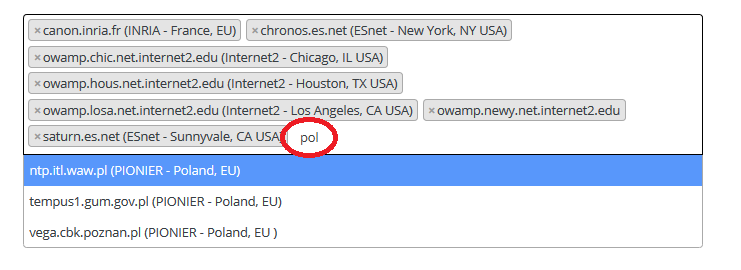 ×canon.inria.fr (INRIA - France, EU) ×chronos.es.net (ESnet - New York, NY USA)
×owamp.chic.net.internet2.edu (Internet2 - Chicago, IL USA)
×owamp.hous.net.internet2.edu (Internet2 - Houston, TX USA)
×owamp.losa.net.internet2.edu (Internet2 - Los Angeles, CA USA) ×owamp.newy.net.internet2.edu
×saturn.es.net (ESnet - Sunnyvale, CA USA) pol
ntp.itl.waw.pl (PIONIER - Poland, EU)
tempus1.gum.gov.pl (PIONIER - Poland, EU)
vega.cbk.poznan.pl (PIONIER - Poland, EU )